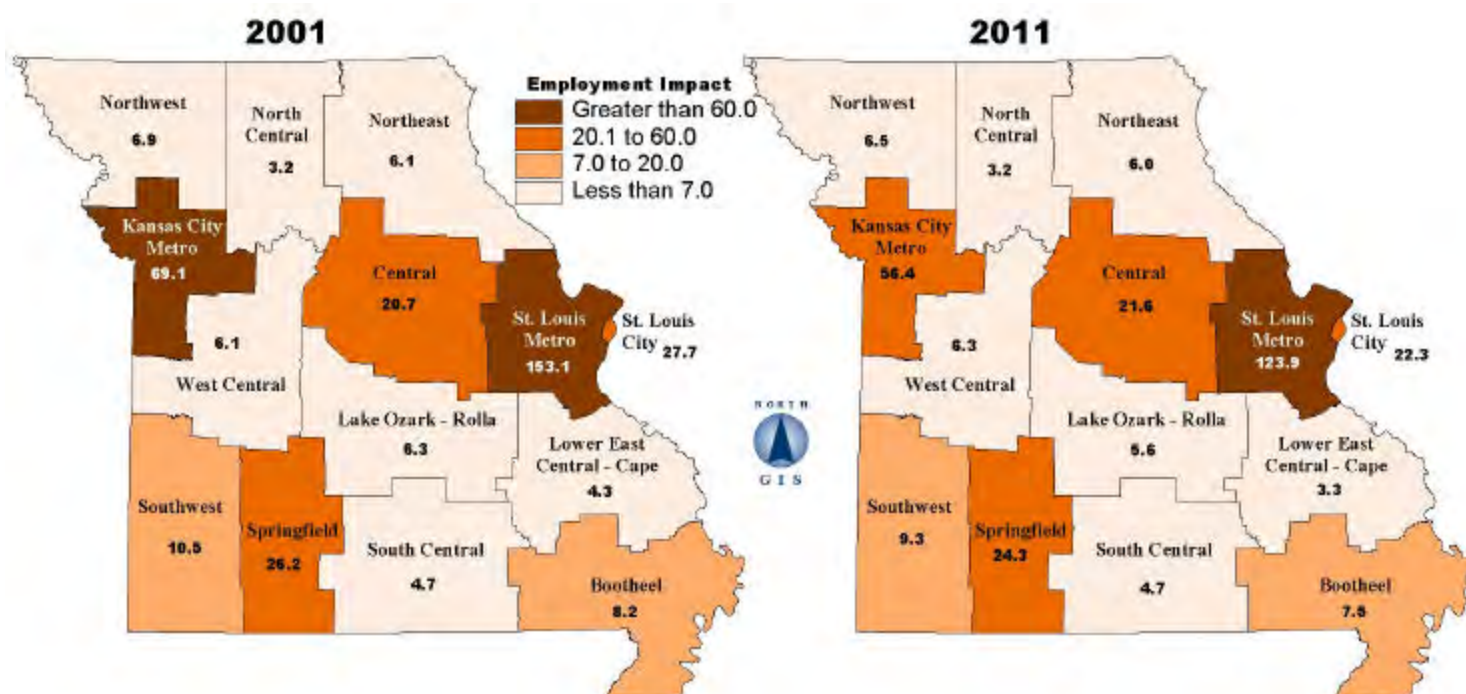 2001
2011
Employment Impact
Greater than 60.0
20.1 to 60.0
7.0 to 20.0
Less than 7.0
Northwest
6.9
North
Central
3.2
Northeast
6.1
Kansas City
Metro
69.1
Central
20.7
St. Louis
Metro
153.1
St. Louis
City
27.7
6.1
West Central
Lake Ozark - Rolla
6.3
Lower East
Central - Cape
4.3
Southwest
10.5
Springfield
26.2
South Central
4.7
Bootheel
8.2
NORTH
GIS
Northwest
6.5
North
Central
3.2
Northeast
6.0
Kansas City
Metro
56.4
Central
21.6
St. Louis
Metro
123.9
St. Louis
City
22.3
6.3
West Central
Lake Ozark - Rolla
5.6
Lower East
Central - Cape
3.3
Southwest
9.3
Springfield
24.3
South Central
4.7
Bootheel